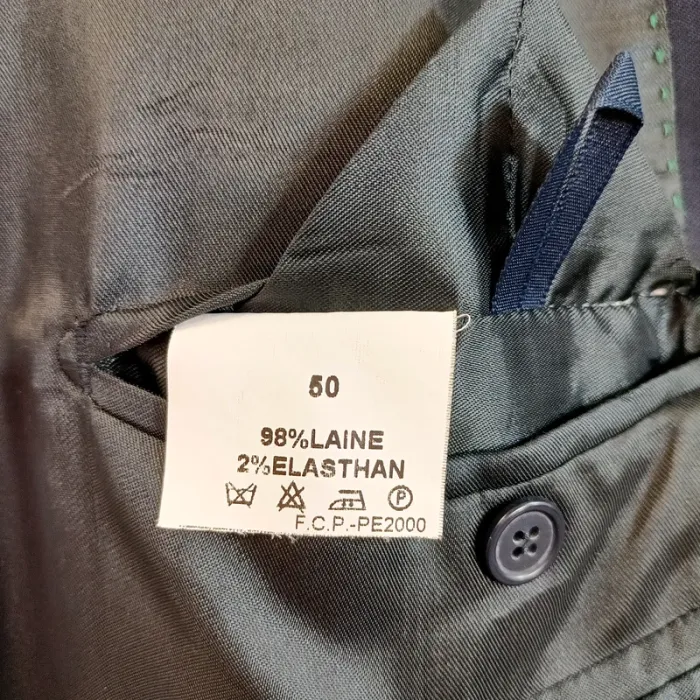 50
98%LAINE
2%ELASTHAN
P
F.C.P.-PE2000